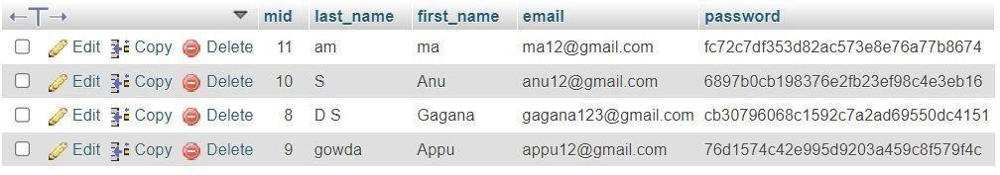 mid last_name first_name email password
Edit Copy Delete 11 am ma ma12@gmail.com fc72c7df353d82ac573e8e76a77b8674
Edit Copy Delete 10 S Anu anu12@gmail.com 6897b0cb198376e2fb23ef98c4e3eb16
Edit Copy Delete 8 D S Gagana gagana123@gmail.com cb30796068c1592c7a2ad69550dc4151
Edit Copy Delete 9 gowda Appu appu12@gmail.com 76d1574c42e995d9203a459c8f579f4c